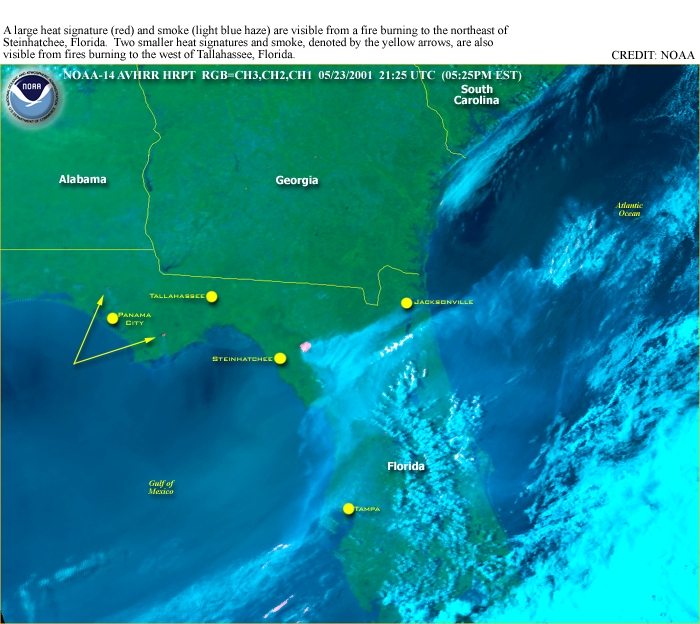 A large heat signature (red) and smoke (light blue haze) are visible from a fire burning to the northeast of
Steinhatchee, Florida.  Two smaller heat signatures and smoke, denoted by the yellow arrows, are also
visible from fires burning to the west of Tallahassee, Florida.
CREDIT: NOAA
NOAA-14 AVHRR HRPT  RGB=CH3,CH2,CH1  05/23/2001  21:25 UTC  (05:25PM EST)
NOAA
South
Carolina
Alabama
Georgia
Atlantic
Ocean
TALLAHASSEE
JACKSONVILLE
PANAMA
CITY
STEINHATCHEE
Florida
Gulf of
Mexico
TAMPA